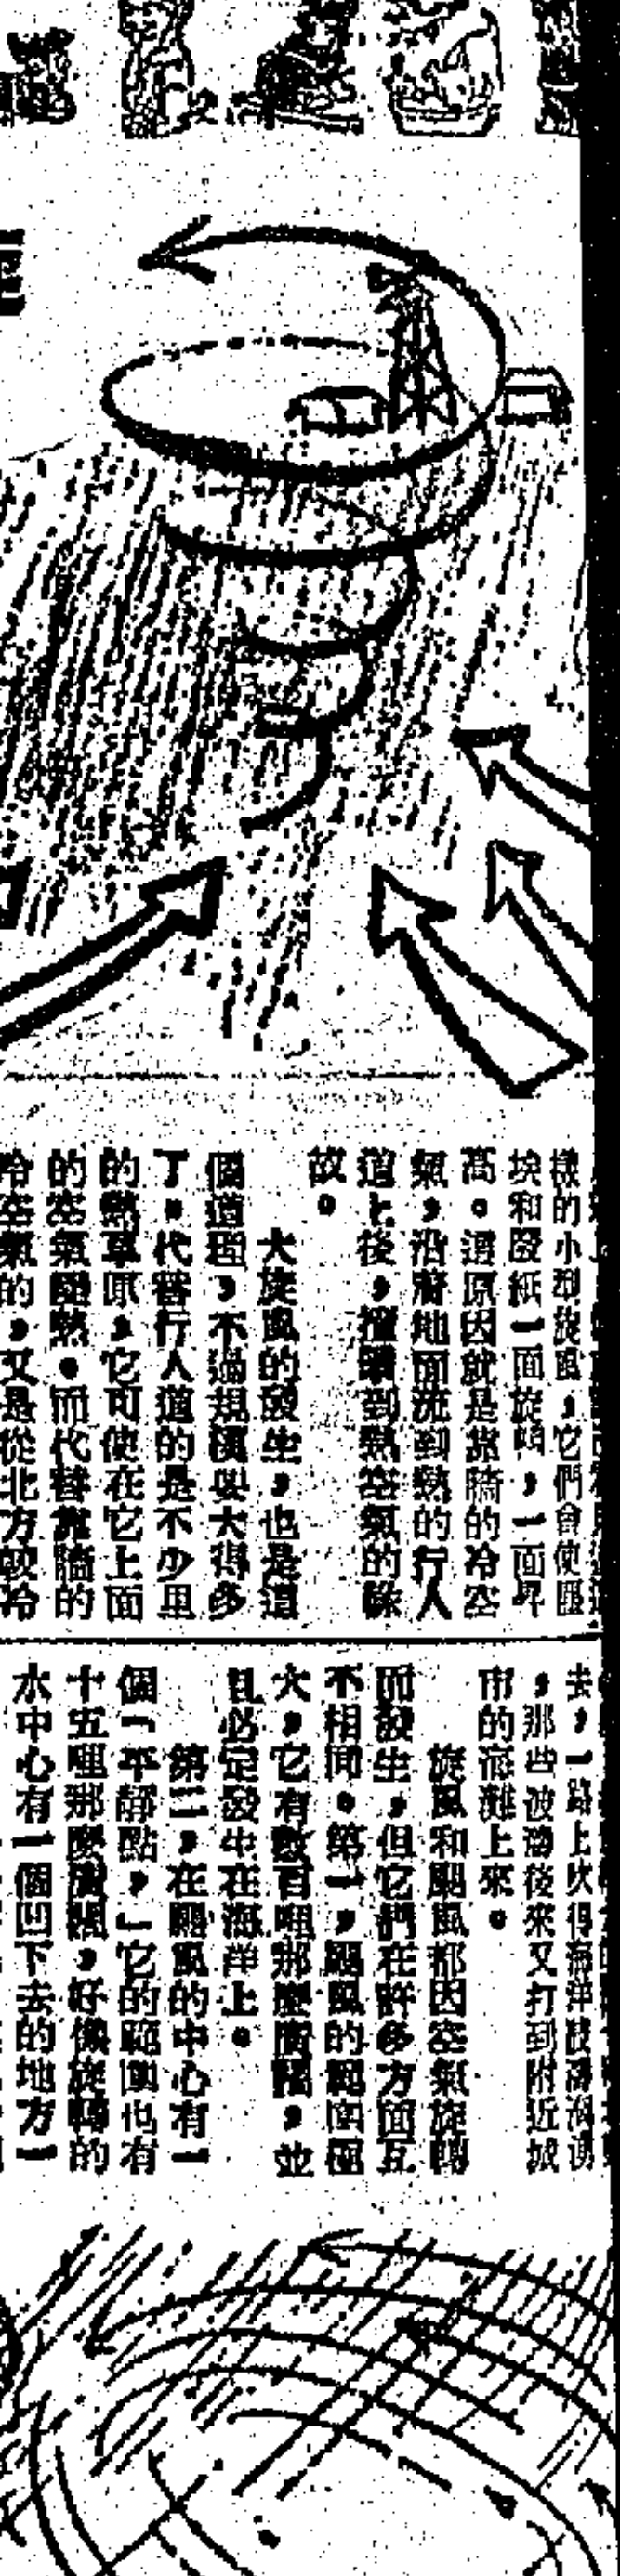 樣的小型旋風，它們會使壓
塊和廢紙一面旋轉，一面昇
高。這原因就是靠牆的冷空
氣，沿着地面流到熱的行人
道上後，接觸到熱空氣的緣
故。
大旋風的發生，也是這
個道理，不過規模要大得多
了。代替行人道的是不少里
的熱草原，它可使在它上面
的空氣變熱。而代替靠牆的
冷空氣的，又是從北方較冷
去，一路上吹得海洋波濤洶湧
，那些波濤後來又打到附近城
市的海灘上來。
旋風和颶風都因空氣旋轉
而發生，但它們在許多方面互
不相同。第一，颶風的範圍極
大，它有數百哩那麼廣闊，並
且必定發生在海洋上。
第二，在颶風的中心有一
個「平靜點，」它的範圍也有
十五哩那麼廣闊，好像旋轉的
水中心有一個凹下去的地方一